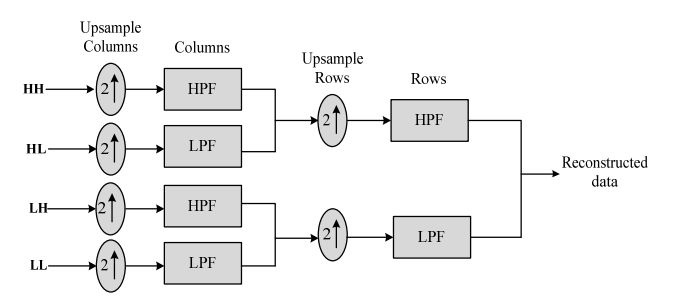 Upsample
Columns
Columns
Upsample
Rows
Rows
HH
2
HPF
2
HPF
HL
2
LPF
Reconstructed
data
LH
2
HPF
2
LPF
LL
2
LPF